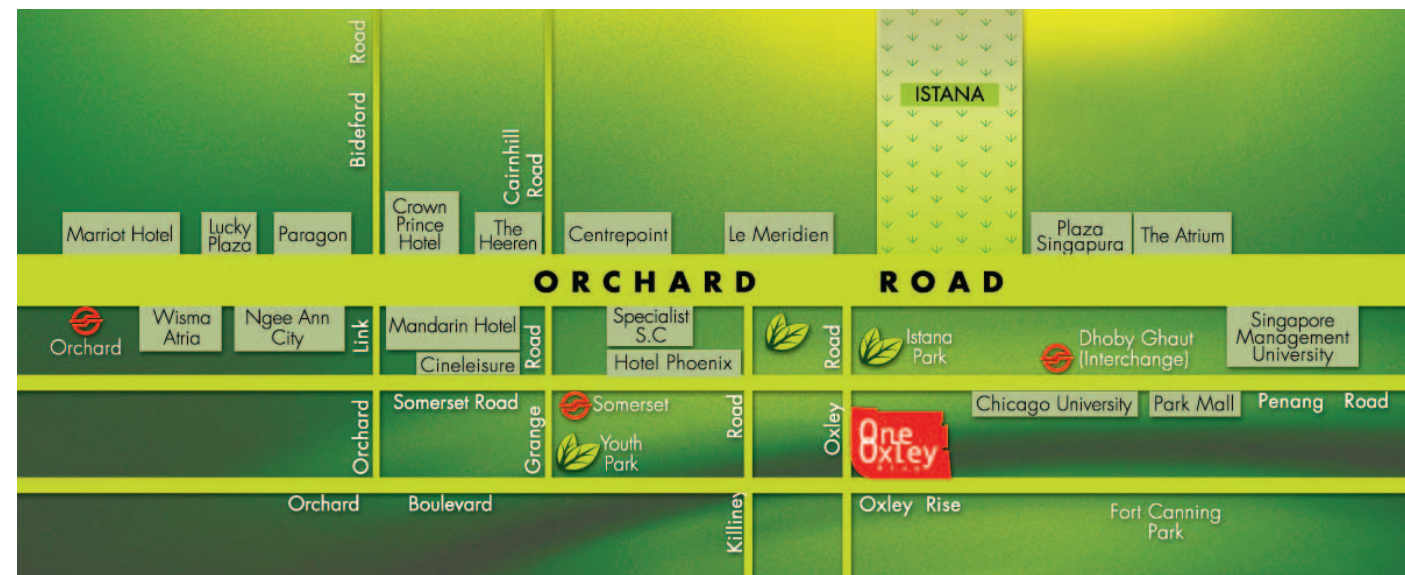 Bideford Road
Cairnhill
Road
ISTANA
Marriot Hotel
Lucky
Plaza
Paragon
Crown
Prince
Hotel
The
Heeren
Centrepoint
Le Meridien
Plaza
Singapura
The Atrium
ORCHARD ROAD
Orchard
Wisma
Atria
Ngee Ann
City
Orchard Link
Mandarin Hotel
Cineleisure
Grange Road
Specialist
S.C
Hotel Phoenix
Killiney Road
Oxley Road
Istana
Park
Dhoby Ghaut
(Interchange)
Singapore
Management
University
Somerset Road
Somerset
Youth
Park
One
Oxley
Rise
Chicago University
Park Mall
Penang Road
Orchard Boulevard
Oxley Rise
Fort Canning
Park